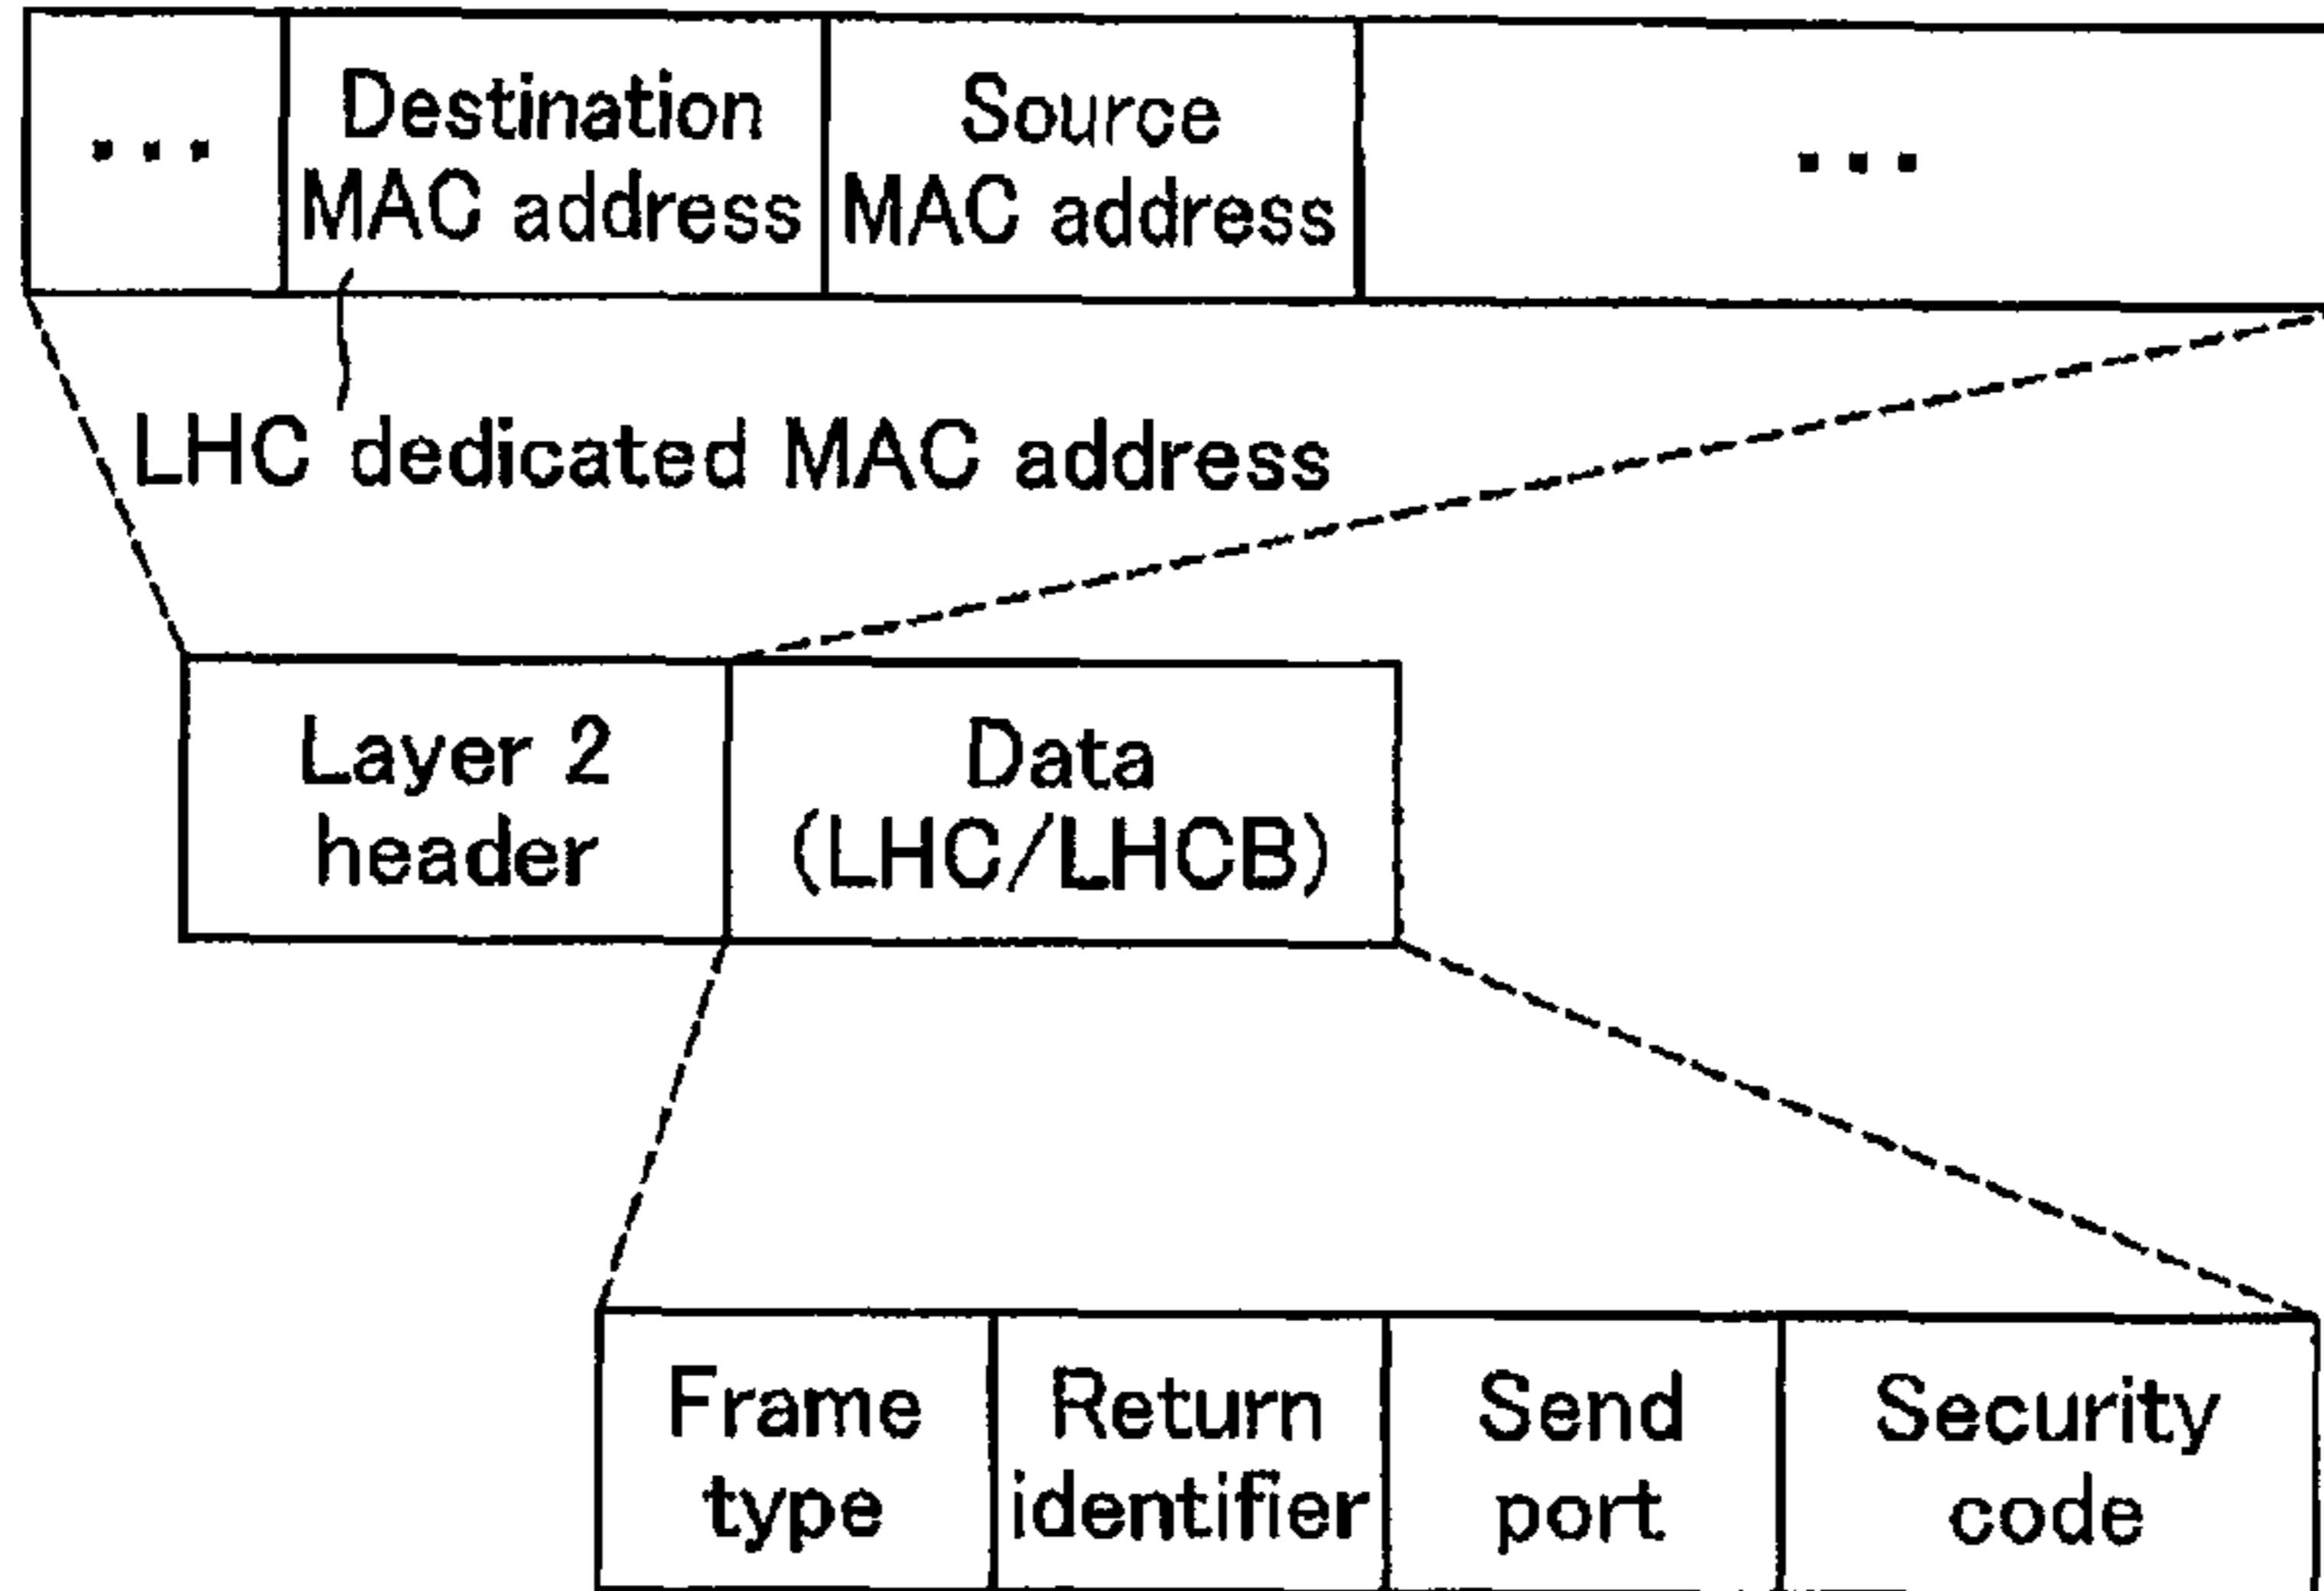 ... Destination Source ...
MAC address MAC address
LHC dedicated MAC address
Layer 2 Data
header (LHC/LHCB)
Frame Return Send Security
type identifier port code